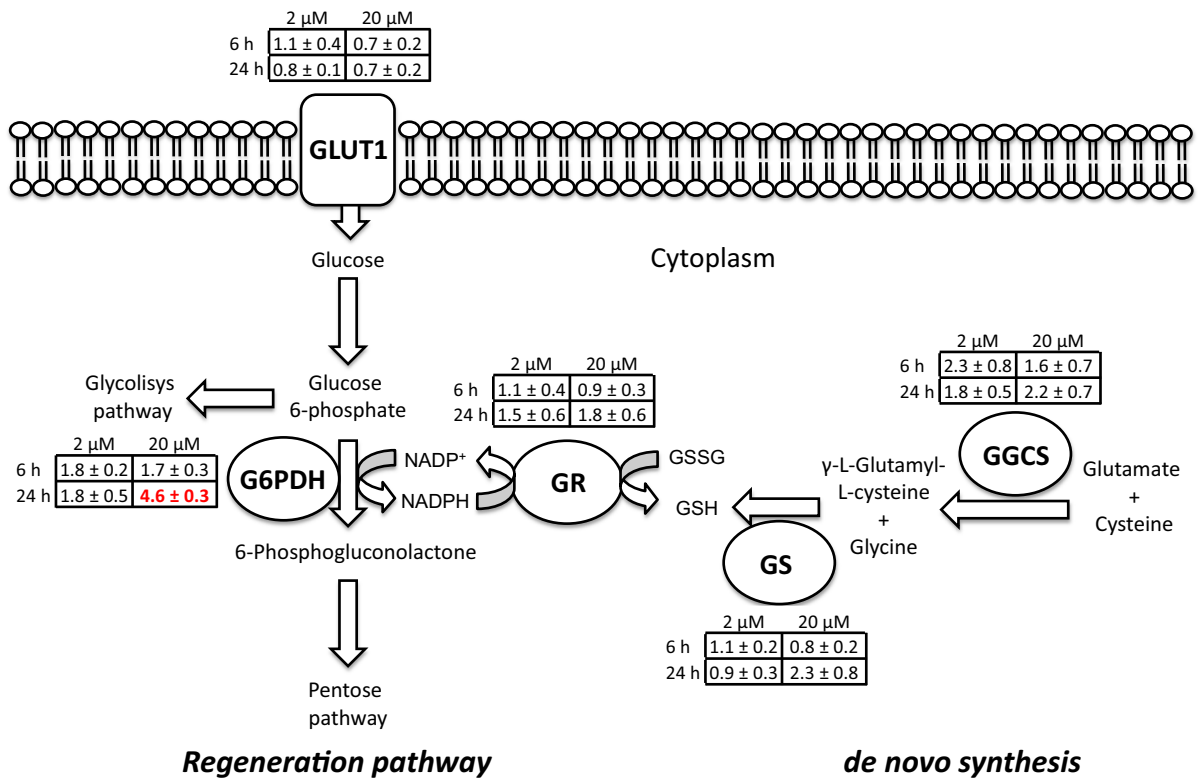 2 μM 20 μM
6 h 1.1 ± 0.4 0.7 ± 0.2
24 h 0.8 ± 0.1 0.7 ± 0.2
GLUT1
Glucose
Cytoplasm
Glycolisys
pathway
Glucose
6-phosphate
2 μM 20 μM
6 h 1.8 ± 0.2 1.7 ± 0.3
24 h 1.8 ± 0.5 4.6 ± 0.3
G6PDH
NADP⁺
NADPH
2 μM 20 μM
6 h 1.1 ± 0.4 0.9 ± 0.3
24 h 1.5 ± 0.6 1.8 ± 0.6
GR
GSSG
GSH
2 μM 20 μM
6 h 2.3 ± 0.8 1.6 ± 0.7
24 h 1.8 ± 0.5 2.2 ± 0.7
GGCS
γ-L-Glutamyl-
L-cysteine
+
Glycine
Glutamate
+
Cysteine
GS
2 μM 20 μM
6 h 1.1 ± 0.2 0.8 ± 0.2
24 h 0.9 ± 0.3 2.3 ± 0.8
6-Phosphogluconolactone
Pentose
pathway
Regeneration pathway
de novo synthesis